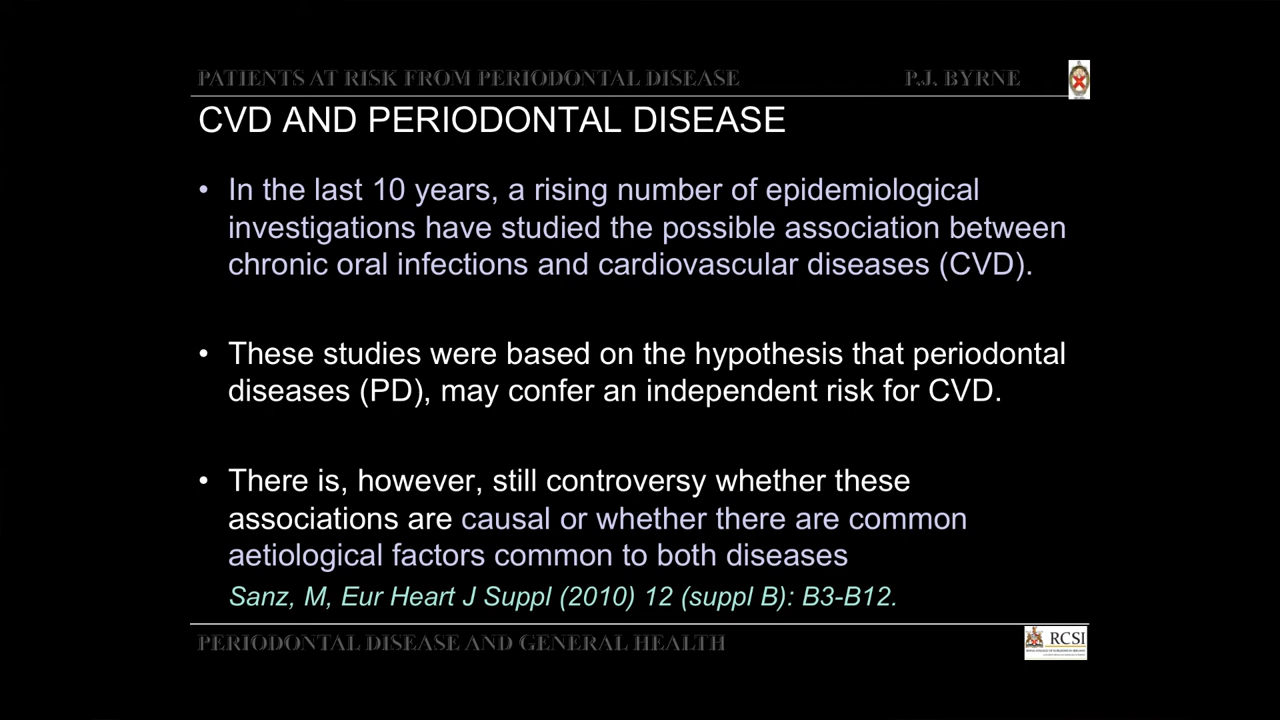 PATIENTS AT RISK FROM PERIODONTAL DISEASE P.J. BYRNE
CVD AND PERIODONTAL DISEASE
• In the last 10 years, a rising number of epidemiological
investigations have studied the possible association between
chronic oral infections and cardiovascular diseases (CVD).
• These studies were based on the hypothesis that periodontal
diseases (PD), may confer an independent risk for CVD.
• There is, however, still controversy whether these
associations are causal or whether there are common
aetiological factors common to both diseases
Sanz, M, Eur Heart J Suppl (2010) 12 (suppl B): B3-B12.
PERIODONTAL DISEASE AND GENERAL HEALTH
RCSI